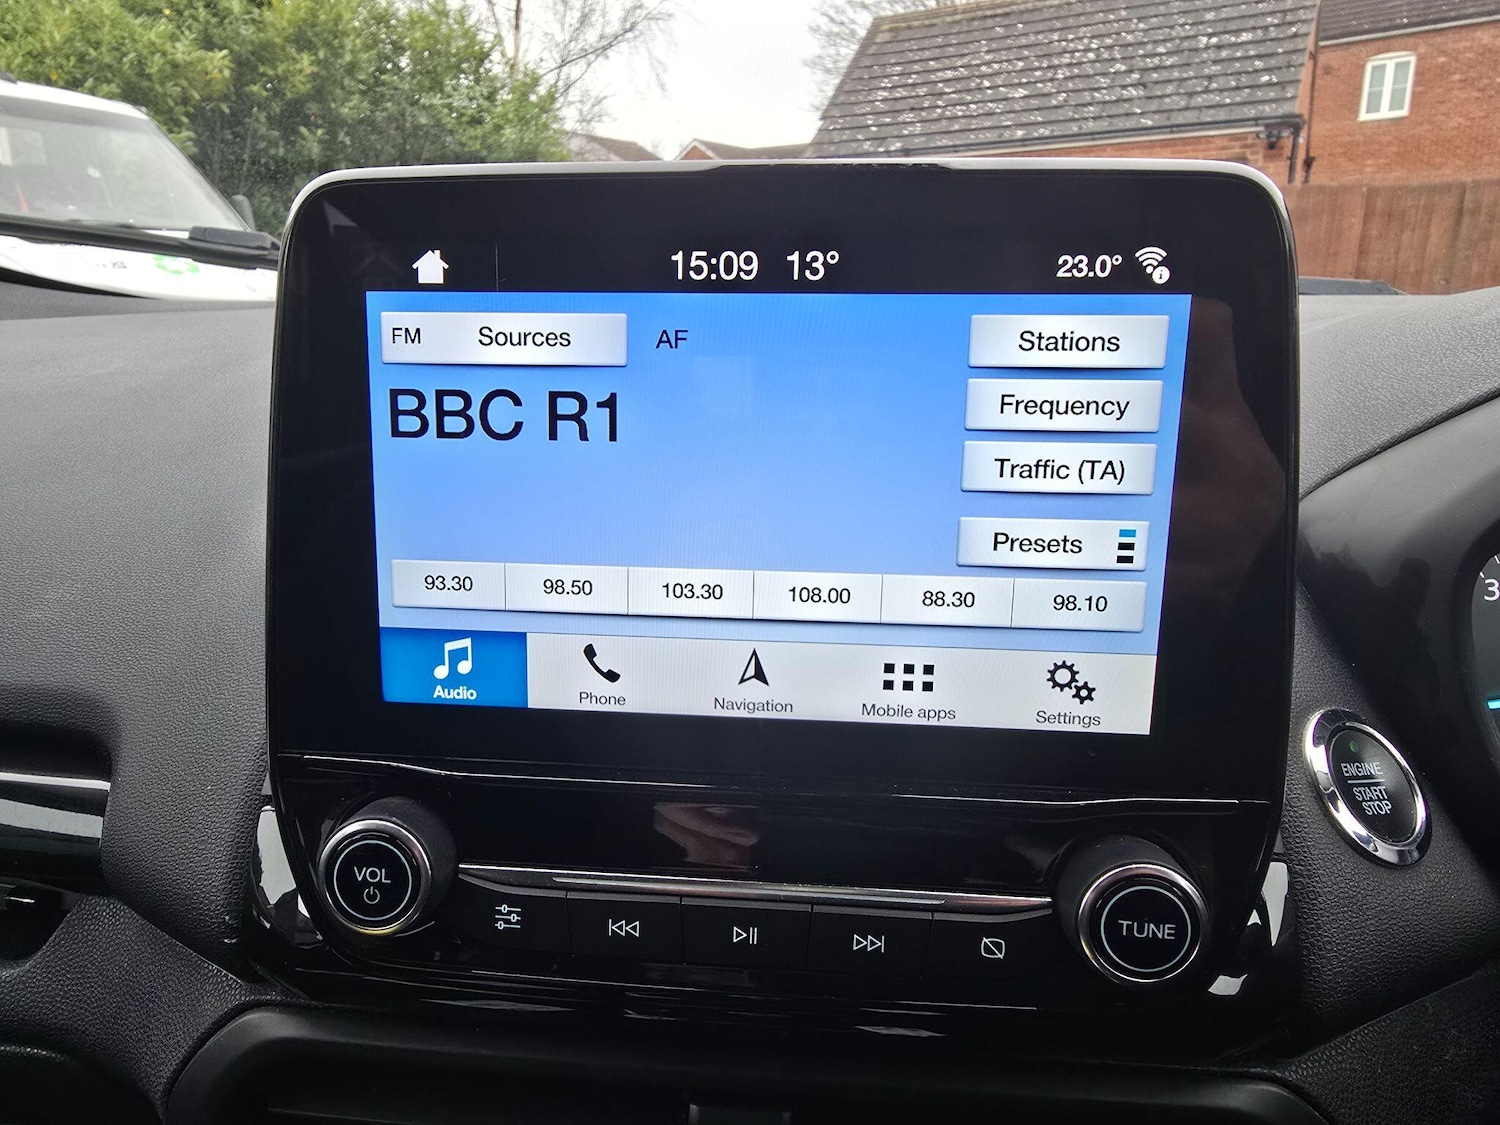 15:09 13° 23.0°
FM Sources AF Stations
BBC R1
Frequency
Traffic (TA)
Presets
93.30 98.50 103.30 108.00 88.30 98.10
Audio Phone Navigation Mobile apps Settings
ENGINE
START
STOP
VOL
TUNE
3